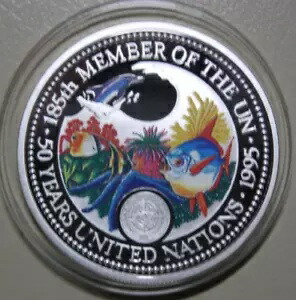 185th MEMBER OF THE UN
· 50 YEARS UNITED NATIONS · 1995 ·